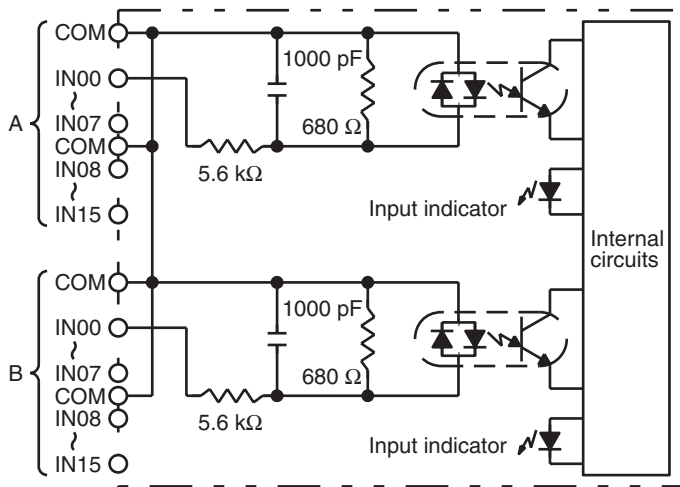 COM
IN00
~
A
IN07
COM
IN08
~
IN15
1000 pF
680 Ω
5.6 kΩ
Input indicator
Internal
circuits
COM
IN00
~
B
IN07
COM
IN08
~
IN15
1000 pF
680 Ω
5.6 kΩ
Input indicator